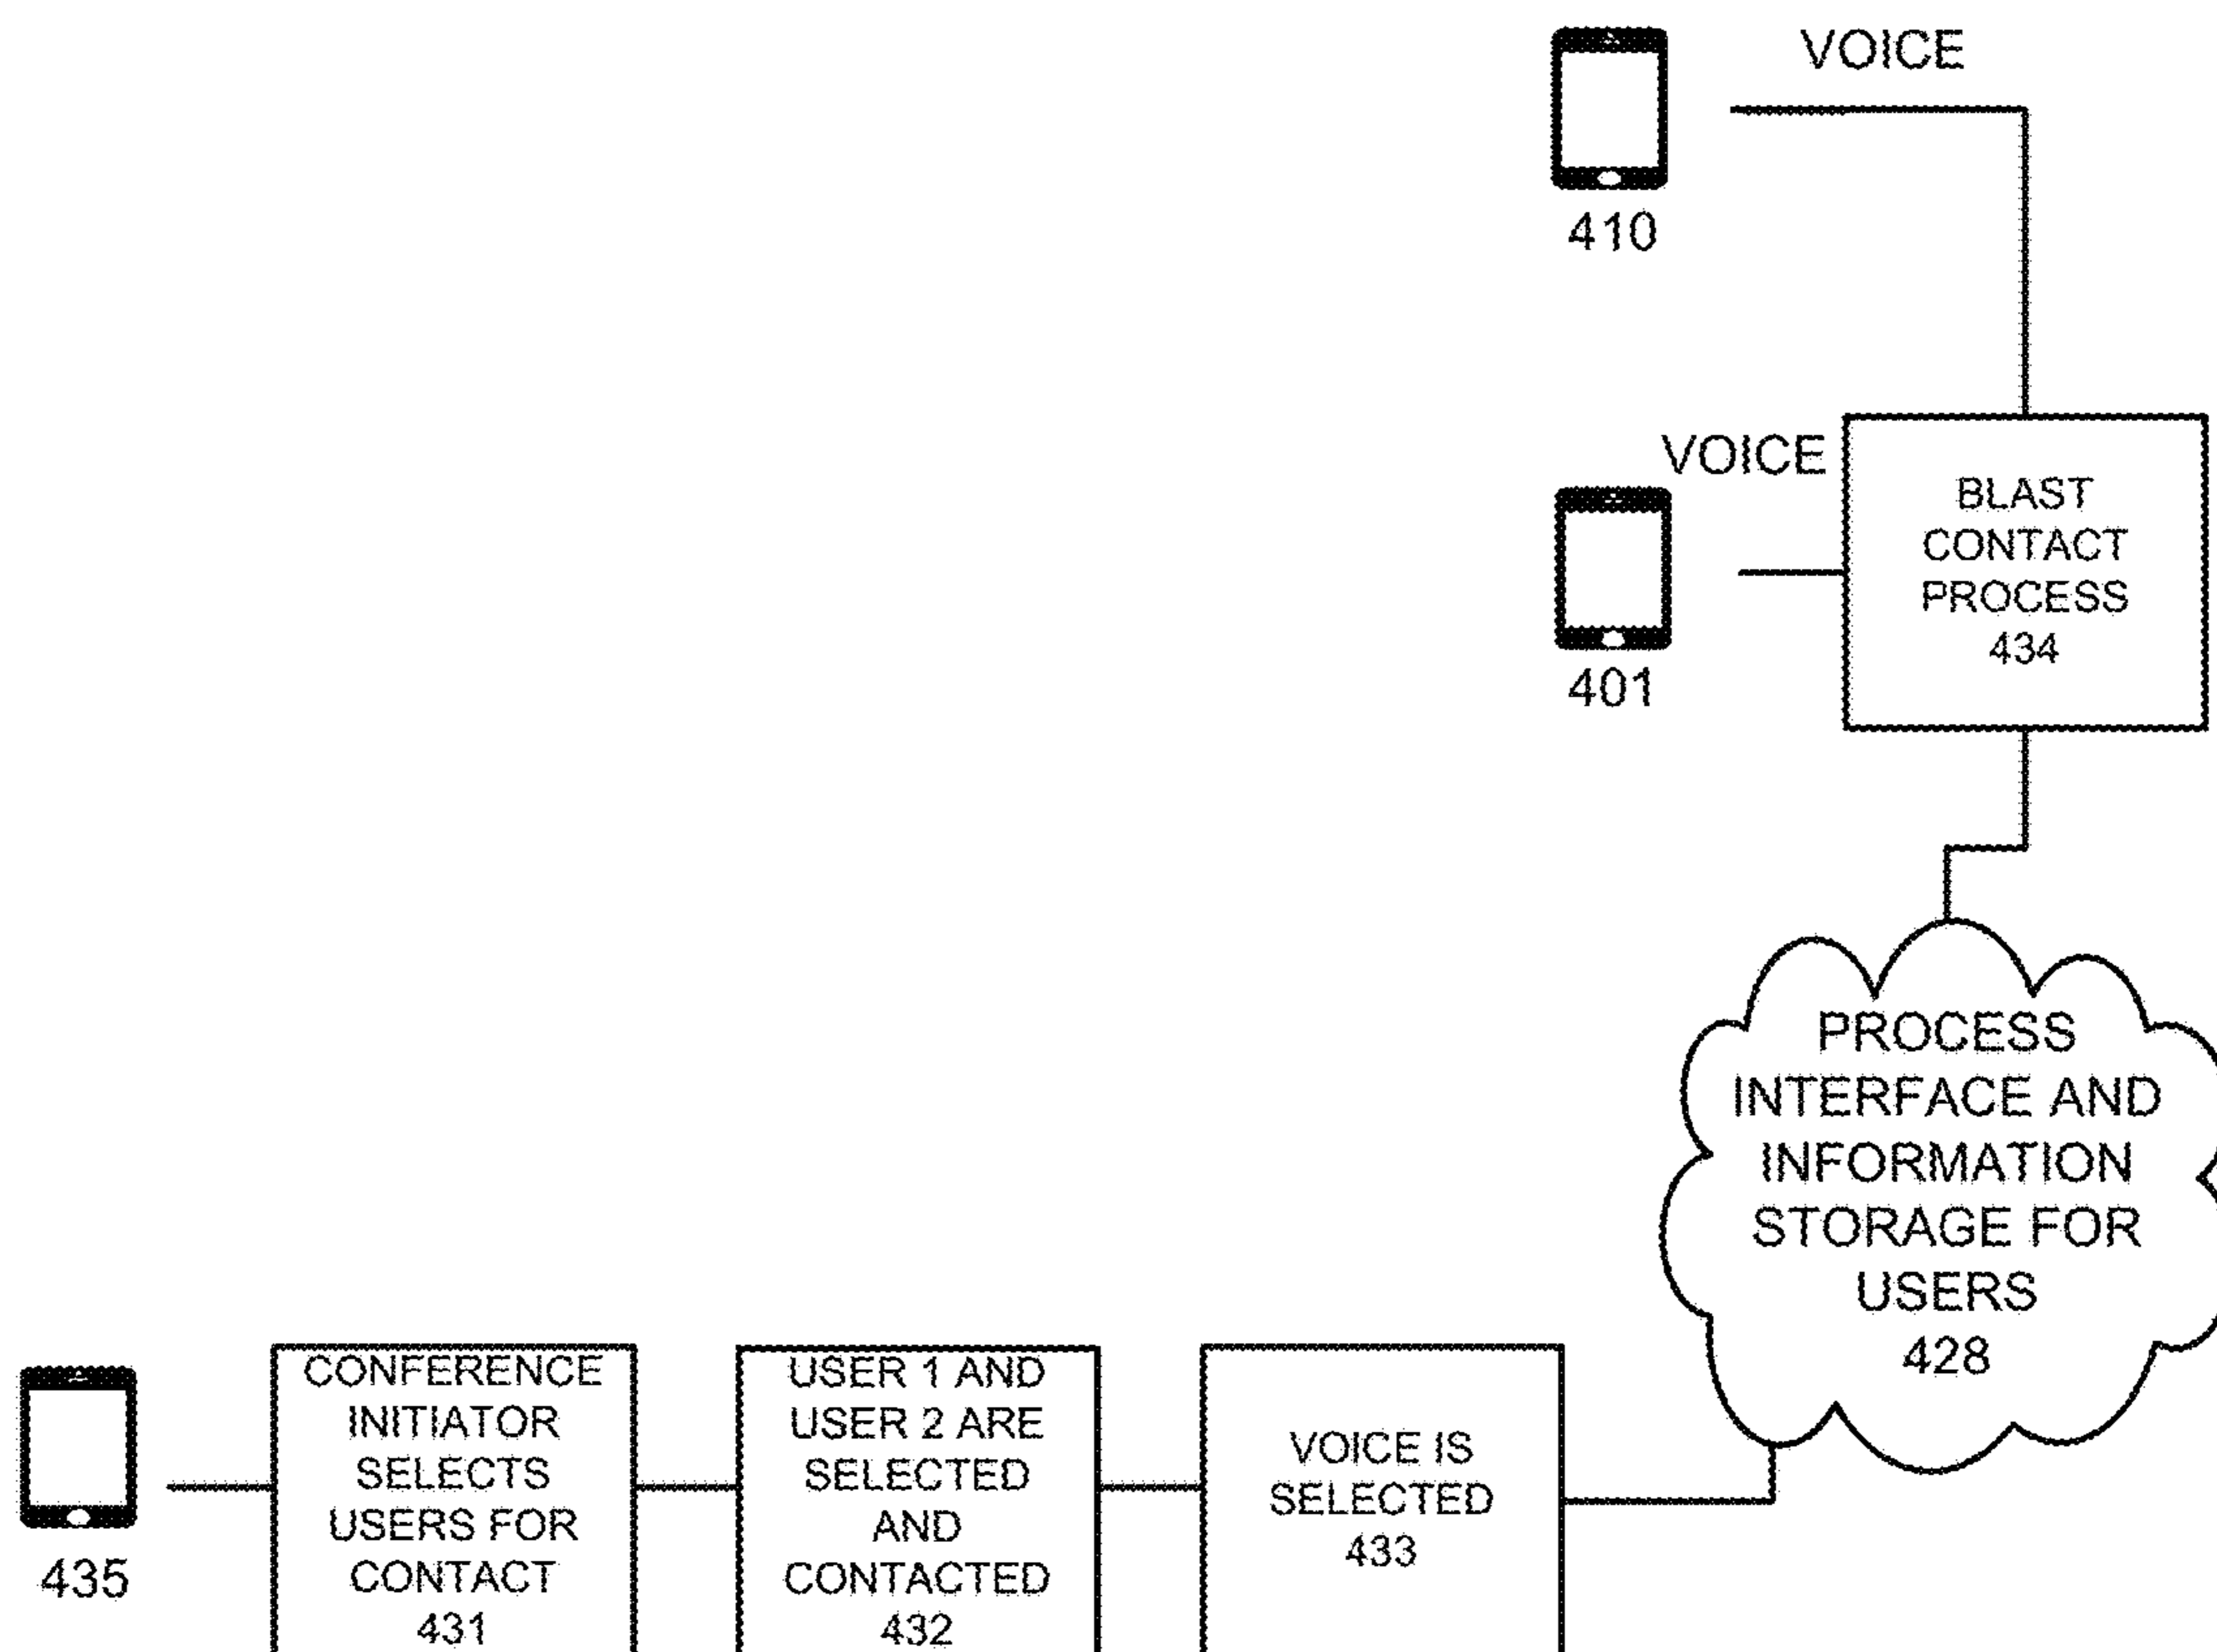 VOICE
410
VOICE
BLAST
CONTACT
PROCESS
434
401
PROCESS
INTERFACE AND
INFORMATION
STORAGE FOR
USERS
428
435
CONFERENCE
INITIATOR
SELECTS
USERS FOR
CONTACT
431
USER 1 AND
USER 2 ARE
SELECTED
AND
CONTACTED
432
VOICE IS
SELECTED
433